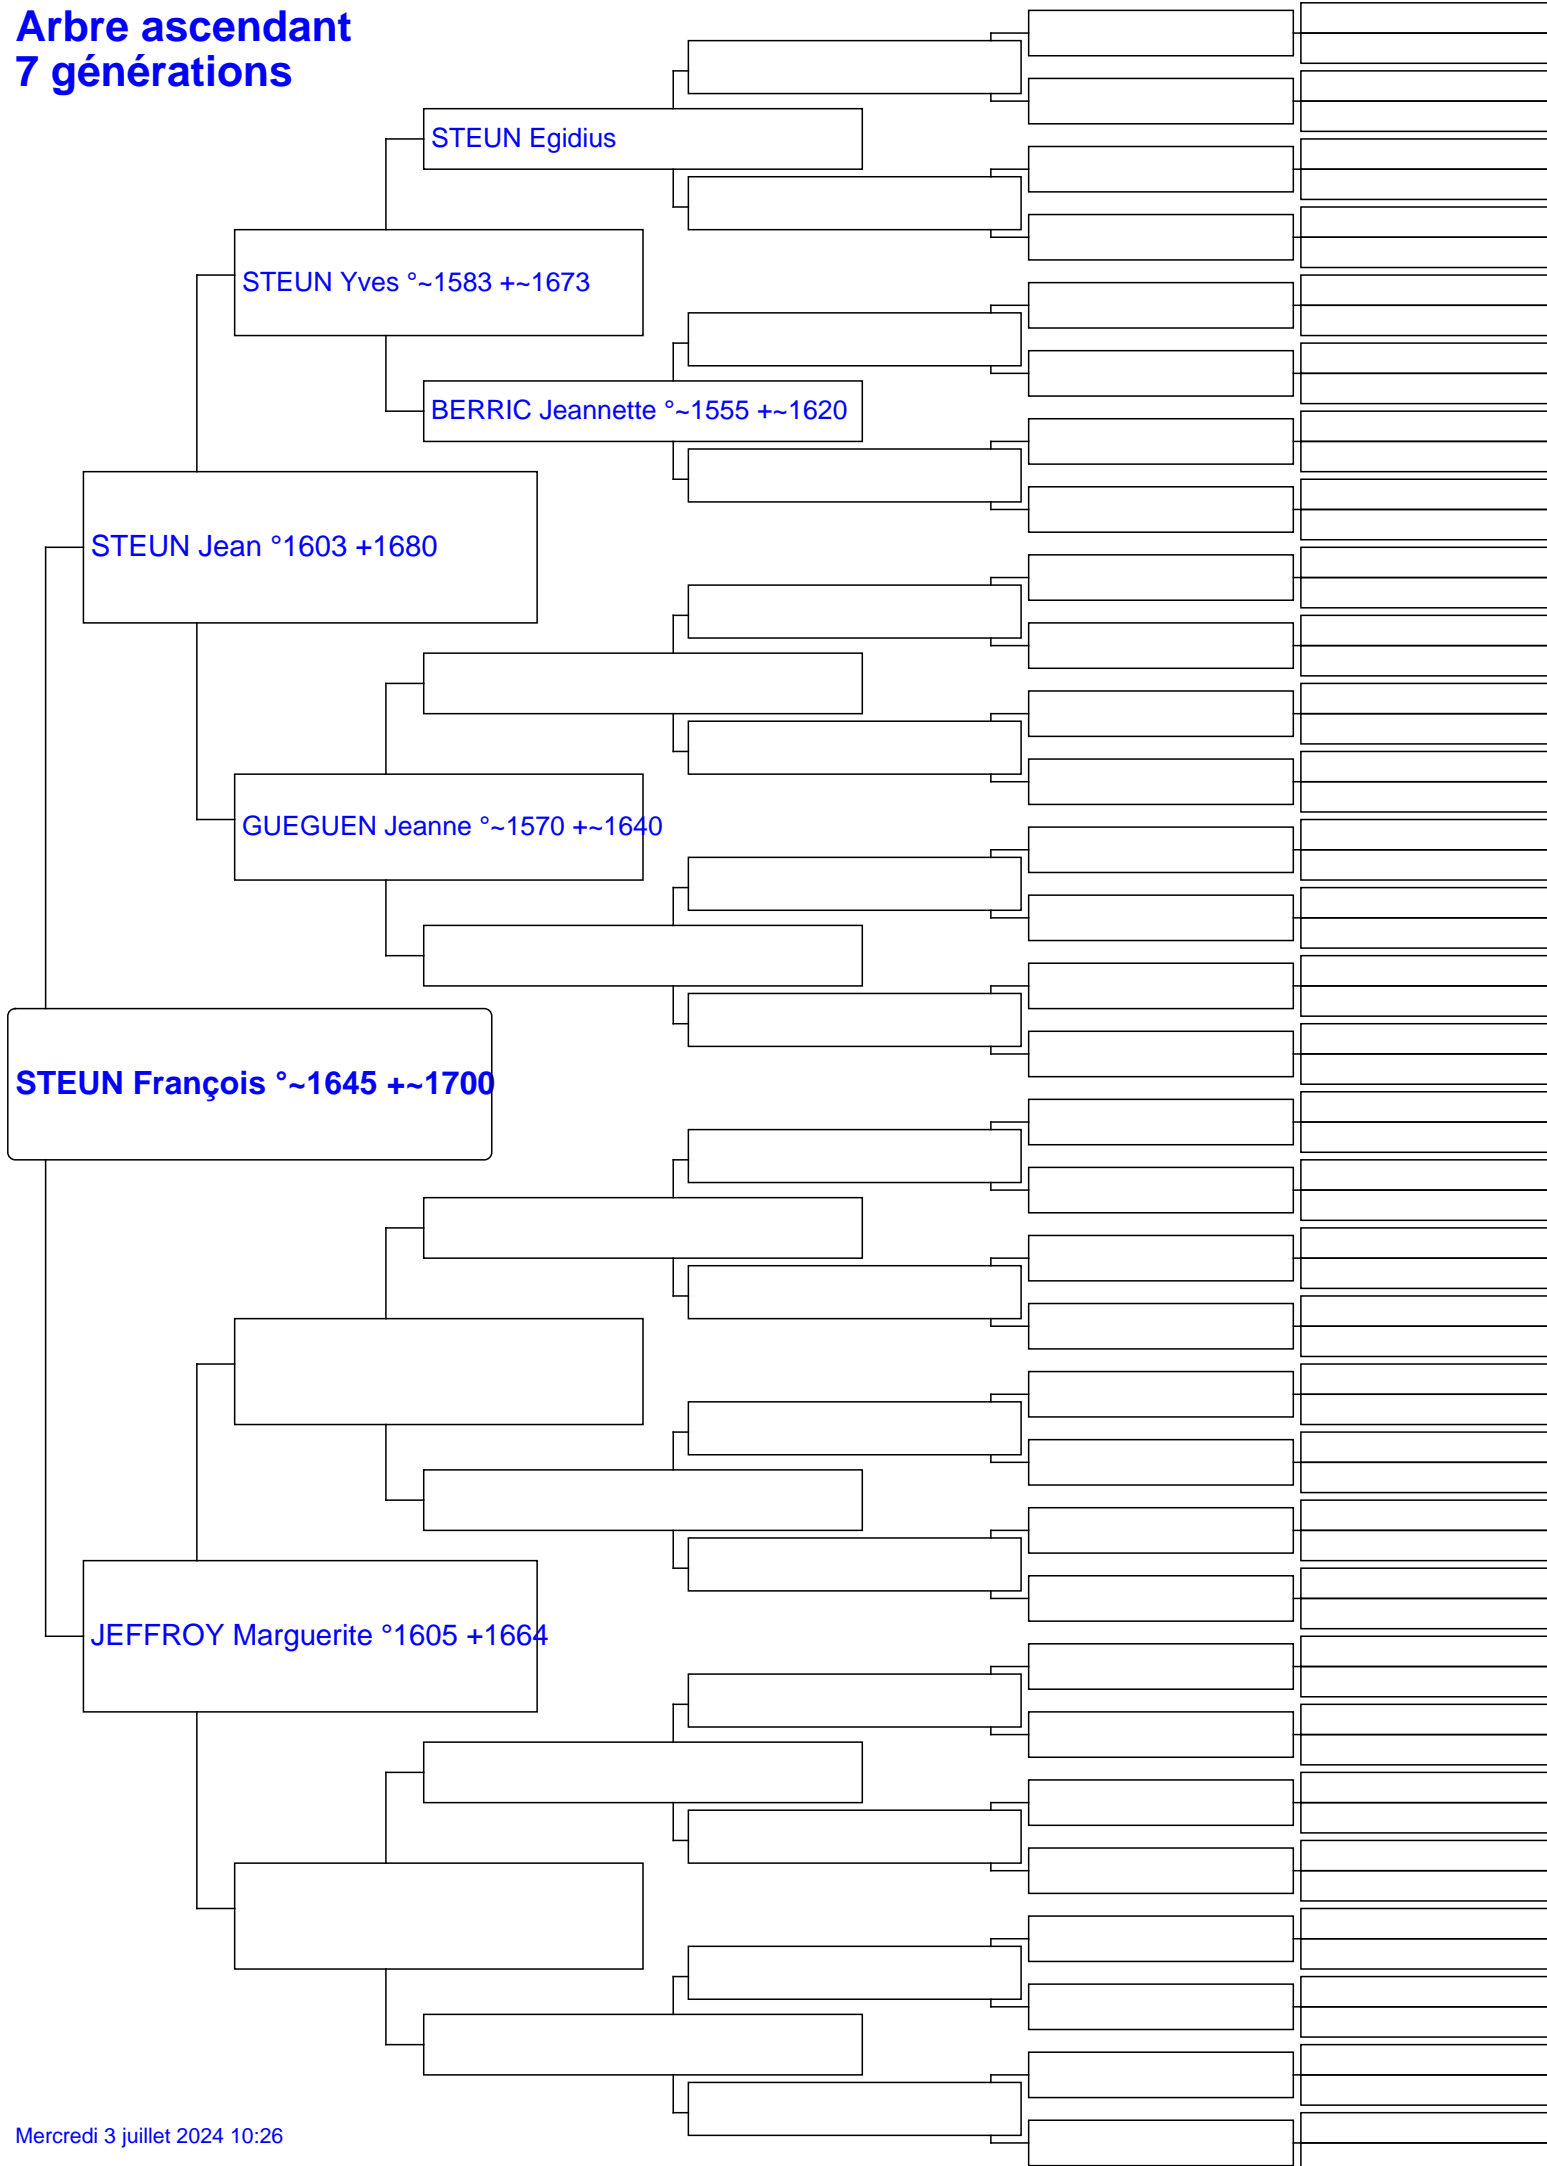 Arbre ascendant
7 générations
STEUN Egidius
STEUN Yves °~1583 +~1673
BERRIC Jeannette °~1555 +~1620
STEUN Jean °1603 +1680
GUEGUEN Jeanne °~1570 +~1640
STEUN François °~1645 +~1700
JEFFROY Marguerite °1605 +1664
Mercredi 3 juillet 2024 10:26